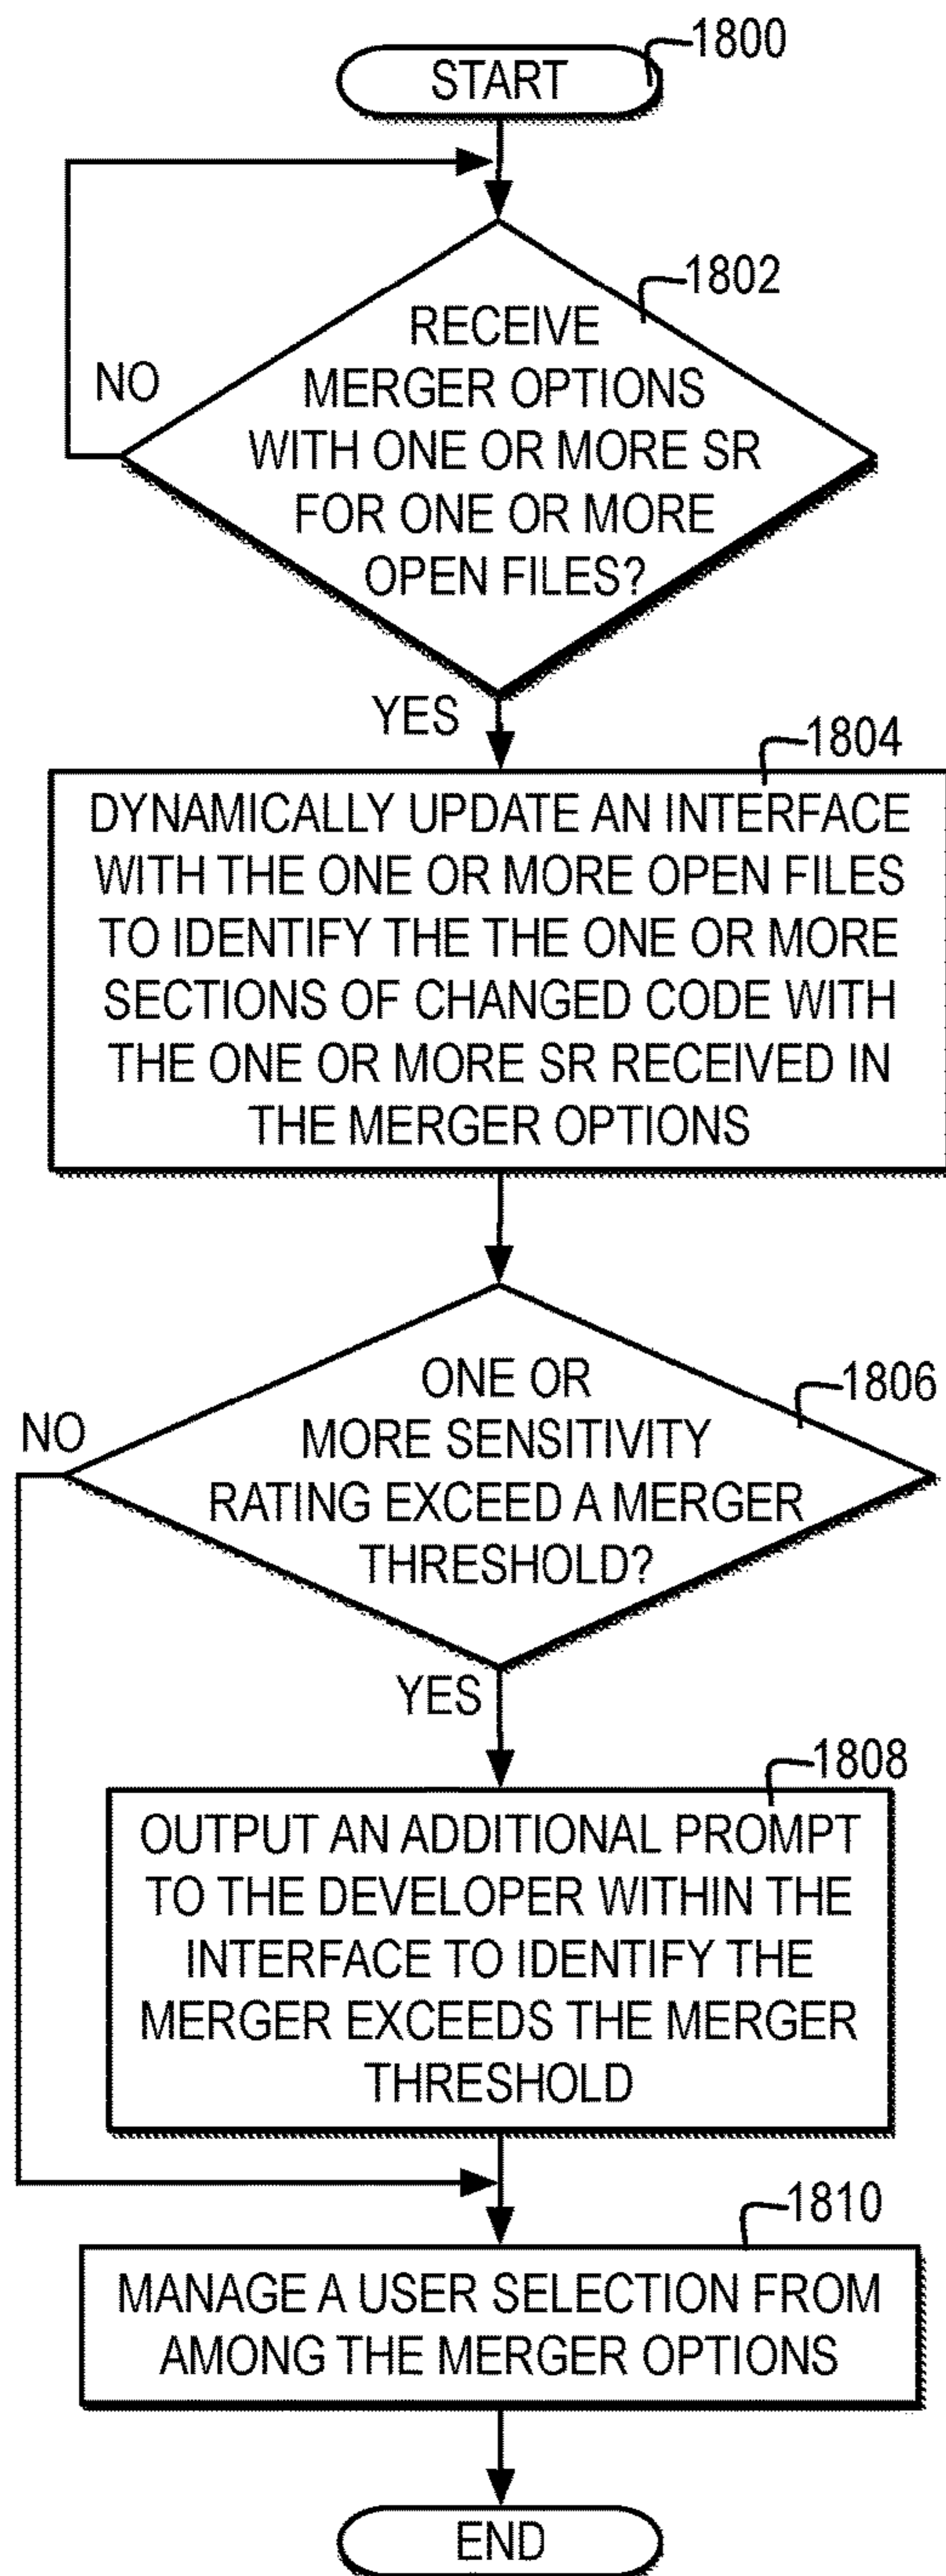 1800
START
1802
RECEIVE
MERGER OPTIONS
WITH ONE OR MORE SR
FOR ONE OR MORE
OPEN FILES?
NO
YES
1804
DYNAMICALLY UPDATE AN INTERFACE
WITH THE ONE OR MORE OPEN FILES
TO IDENTIFY THE THE ONE OR MORE
SECTIONS OF CHANGED CODE WITH
THE ONE OR MORE SR RECEIVED IN
THE MERGER OPTIONS
1806
ONE OR
MORE SENSITIVITY
RATING EXCEED A MERGER
THRESHOLD?
NO
YES
1808
OUTPUT AN ADDITIONAL PROMPT
TO THE DEVELOPER WITHIN THE
INTERFACE TO IDENTIFY THE
MERGER EXCEEDS THE MERGER
THRESHOLD
1810
MANAGE A USER SELECTION FROM
AMONG THE MERGER OPTIONS
END